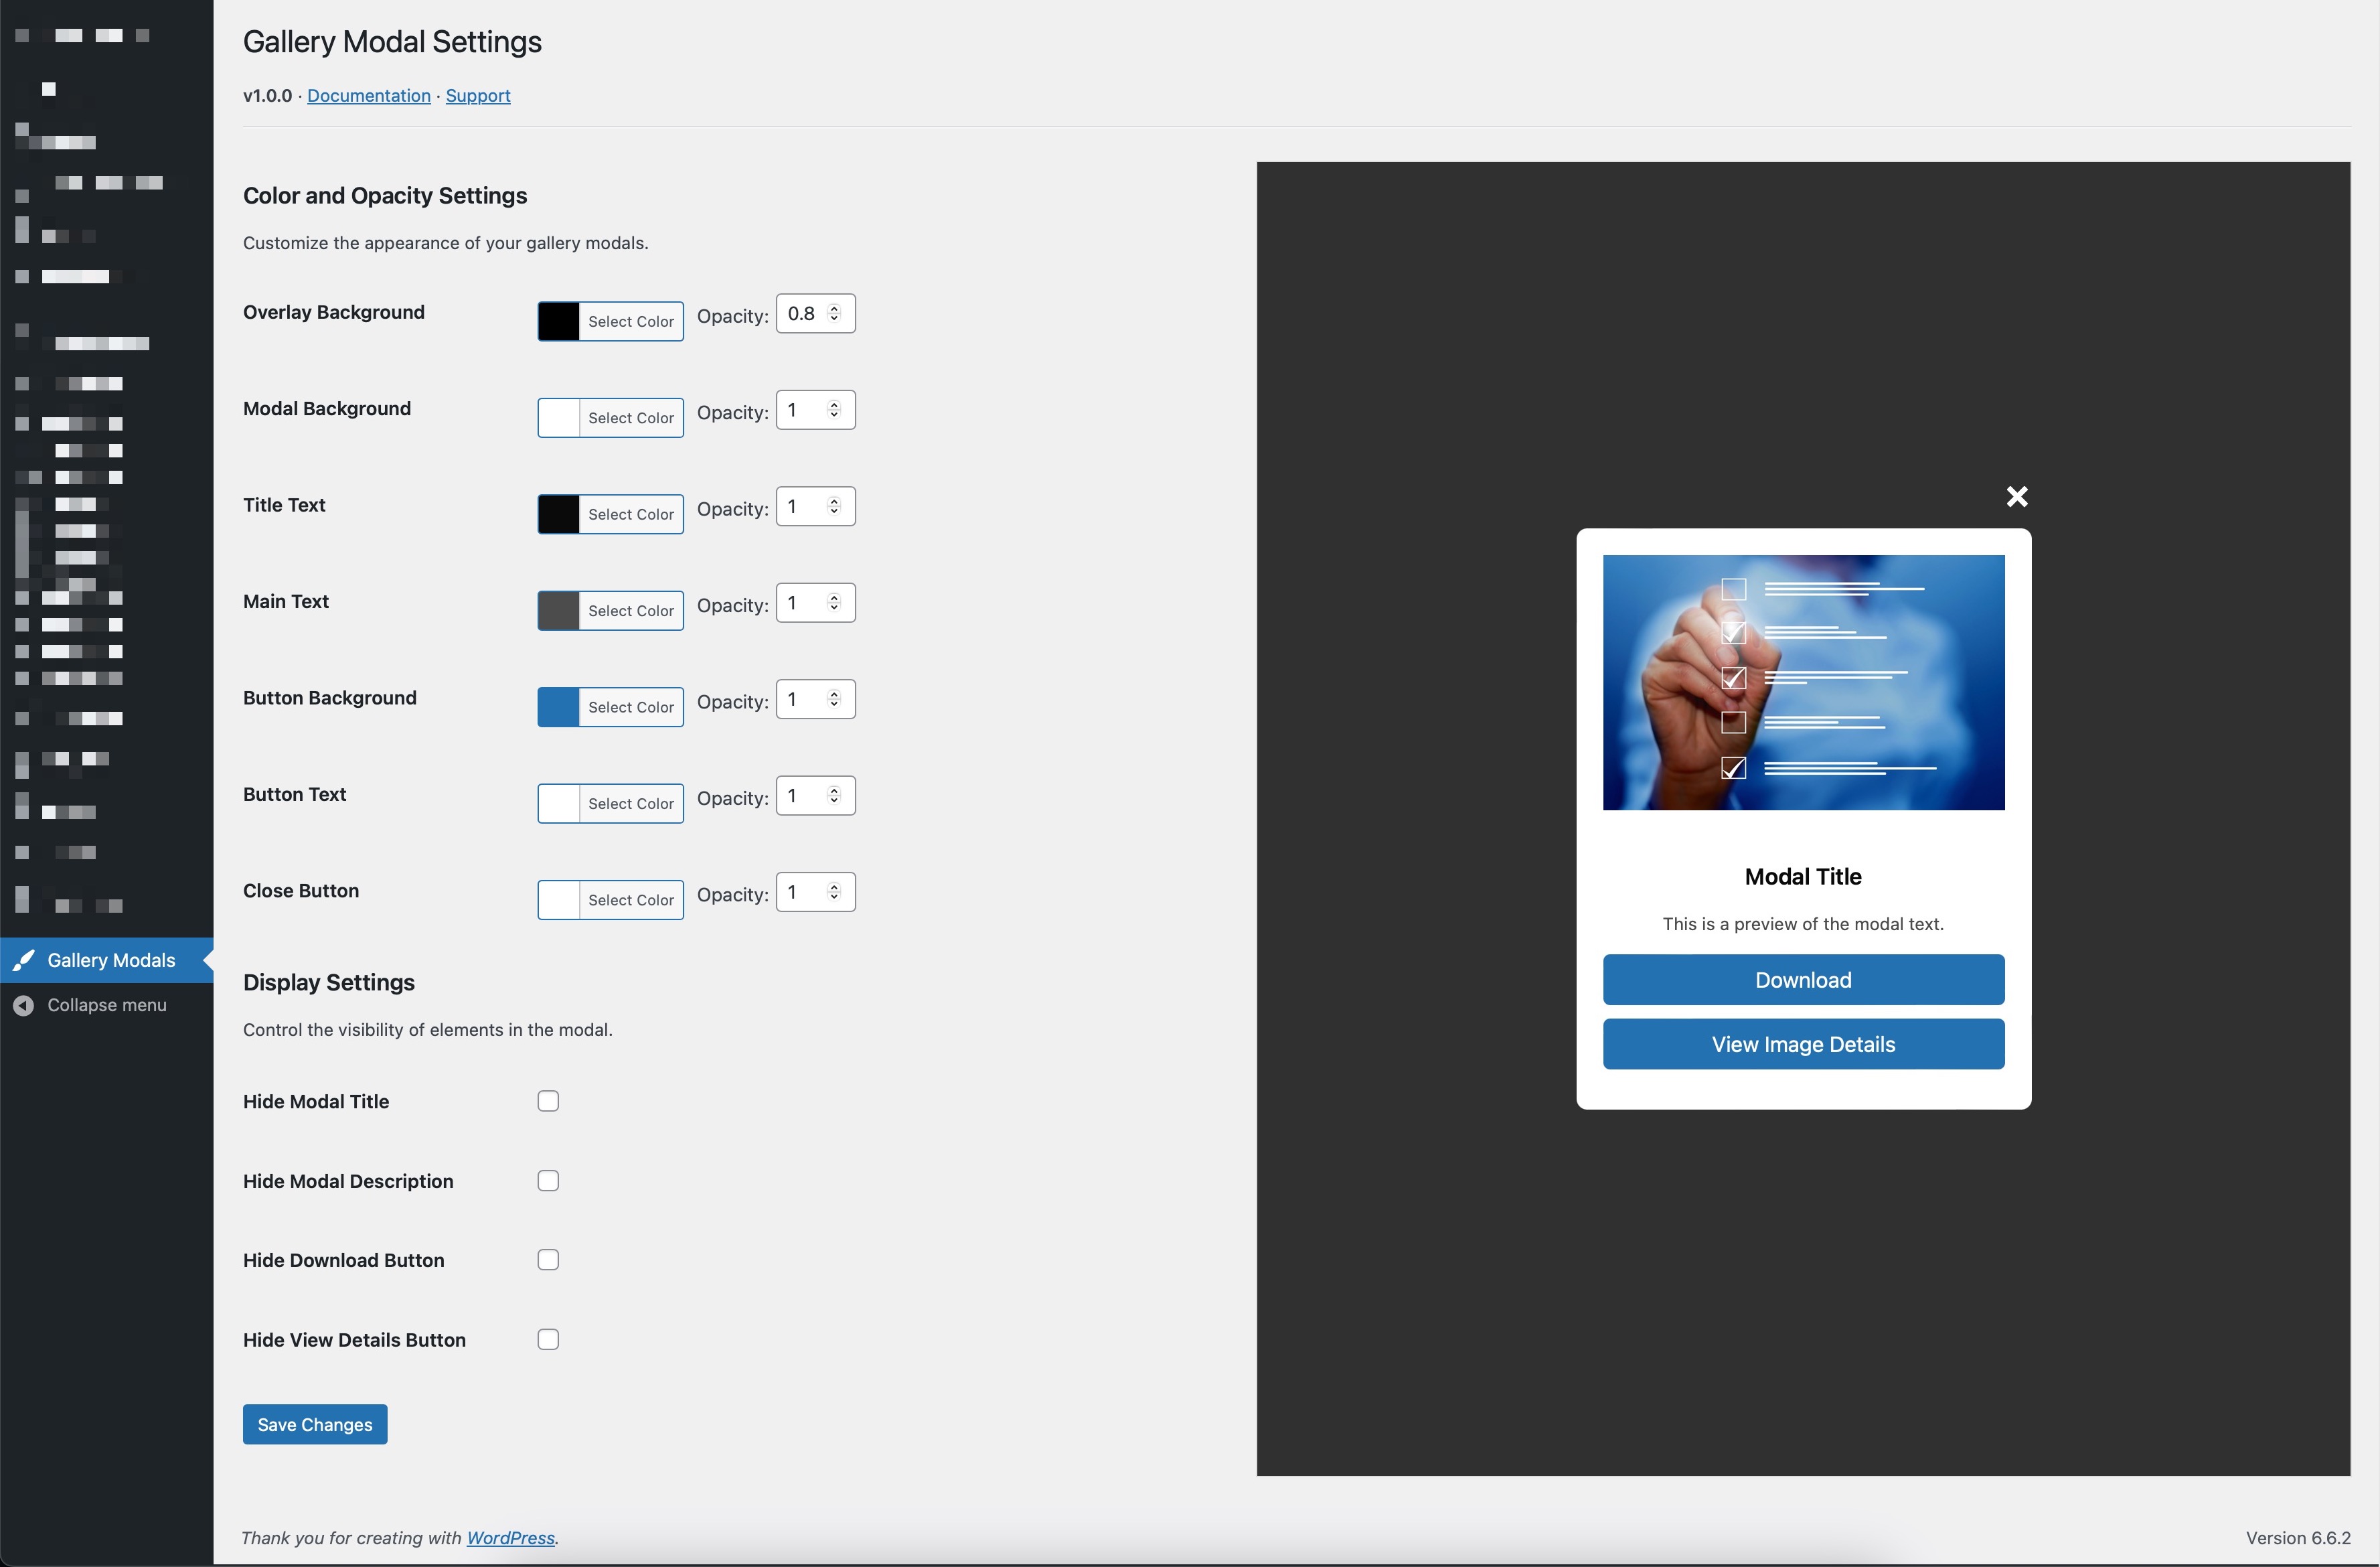 Gallery Modal Settings
v1.0.0 · Documentation · Support
Color and Opacity Settings
Customize the appearance of your gallery modals.
Overlay Background Select Color Opacity: 0.8
Modal Background Select Color Opacity: 1
Title Text Select Color Opacity: 1
Main Text Select Color Opacity: 1
Button Background Select Color Opacity: 1
Button Text Select Color Opacity: 1
Close Button Select Color Opacity: 1
Gallery Modals
Collapse menu
Display Settings
Control the visibility of elements in the modal.
Hide Modal Title
Hide Modal Description
Hide Download Button
Hide View Details Button
Save Changes
Modal Title
This is a preview of the modal text.
Download
View Image Details
Thank you for creating with WordPress.
Version 6.6.2